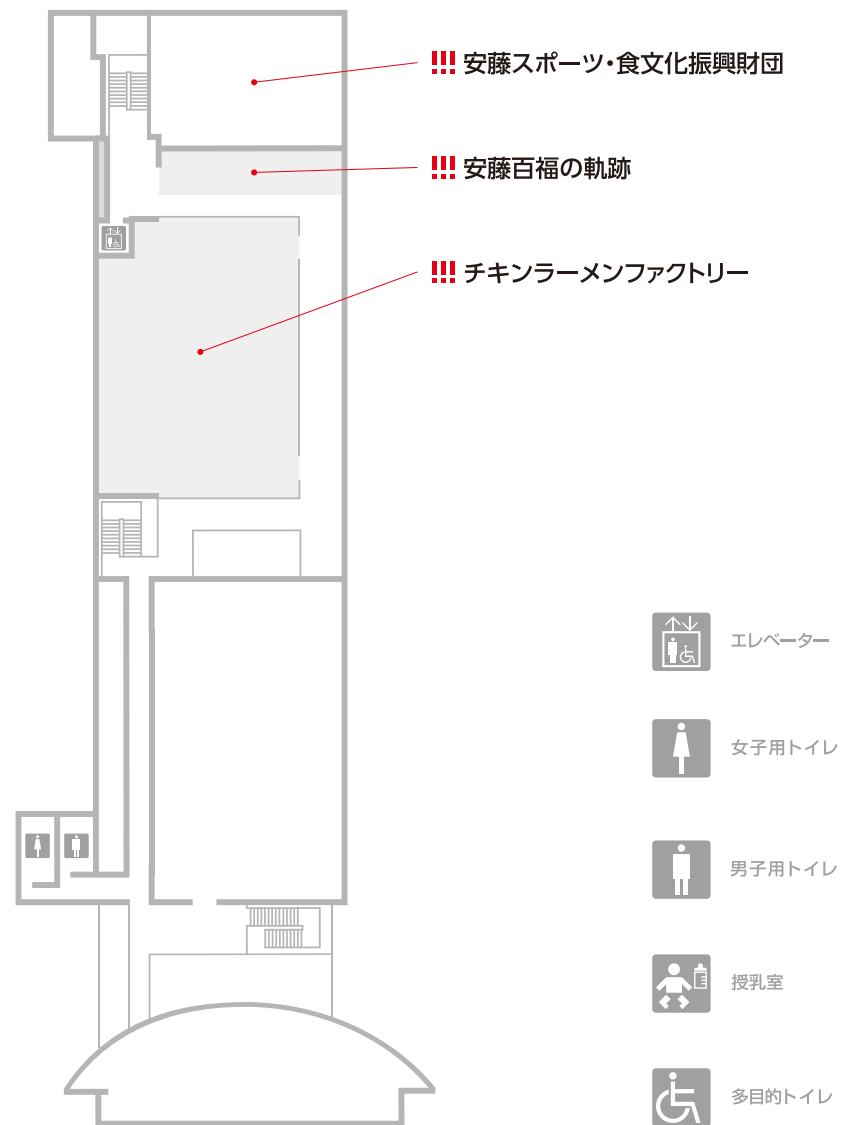 !!! 安藤スポーツ・食文化振興財団
!!! 安藤百福の軌跡
!!! チキンラーメンファクトリー
エレベーター
女子用トイレ
男子用トイレ
授乳室
多目的トイレ